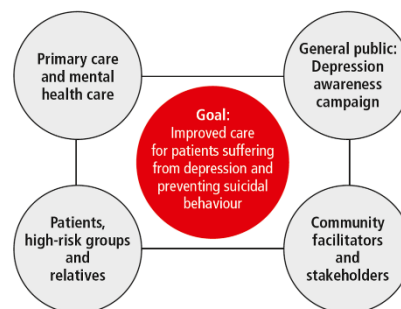 Primary care
and mental
health care
General public:
Depression
awareness
campaign
Goal:
Improved care
for patients suffering
from depression and
preventing suicidal
behaviour
Patients,
high-risk groups
and
relatives
Community
facilitators
and
stakeholders